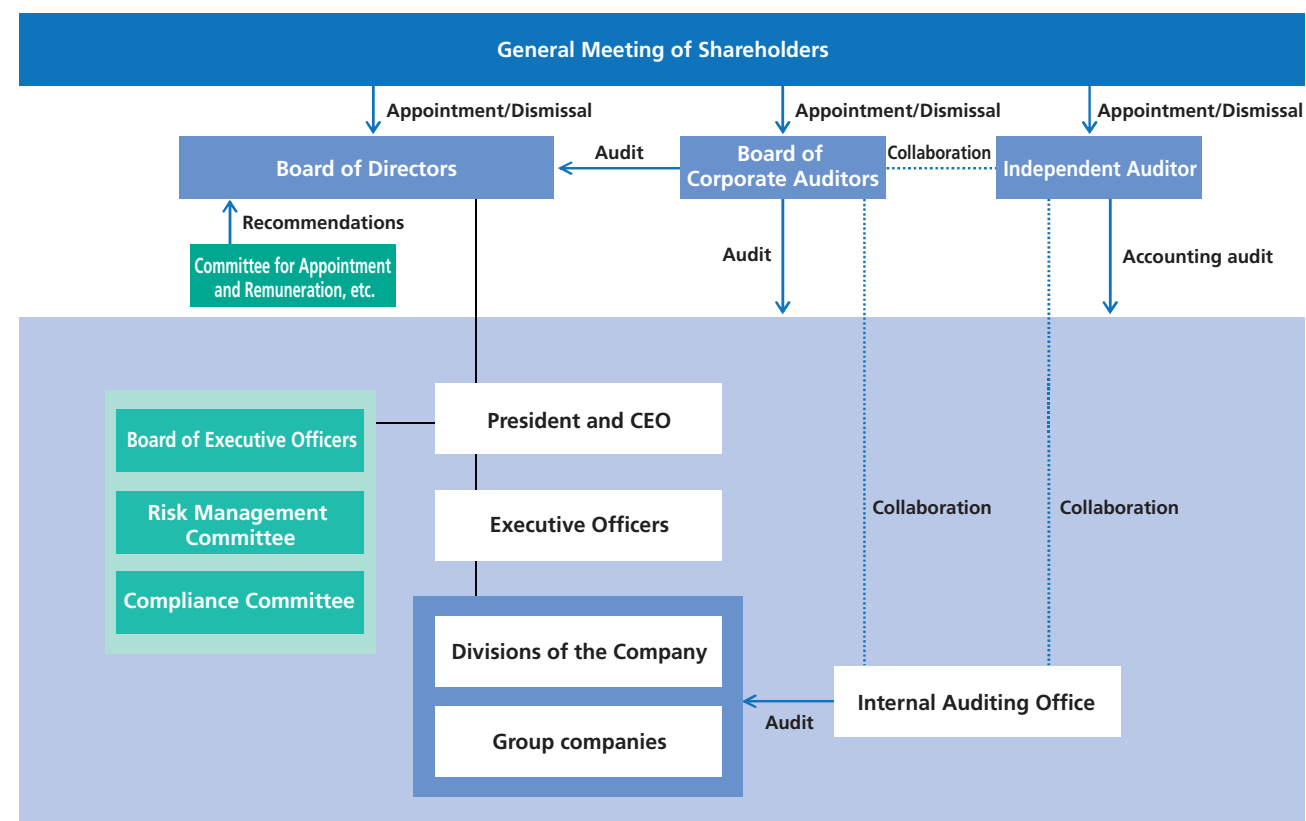 General Meeting of Shareholders
Appointment/Dismissal
Appointment/Dismissal
Appointment/Dismissal
Board of Directors
Audit
Board of
Corporate Auditors
Collaboration
Independent Auditor
Recommendations
Committee for Appointment
and Remuneration, etc.
Audit
Accounting audit
Board of Executive Officers
Risk Management
Committee
Compliance Committee
President and CEO
Executive Officers
Collaboration
Collaboration
Divisions of the Company
Group companies
Audit
Internal Auditing Office